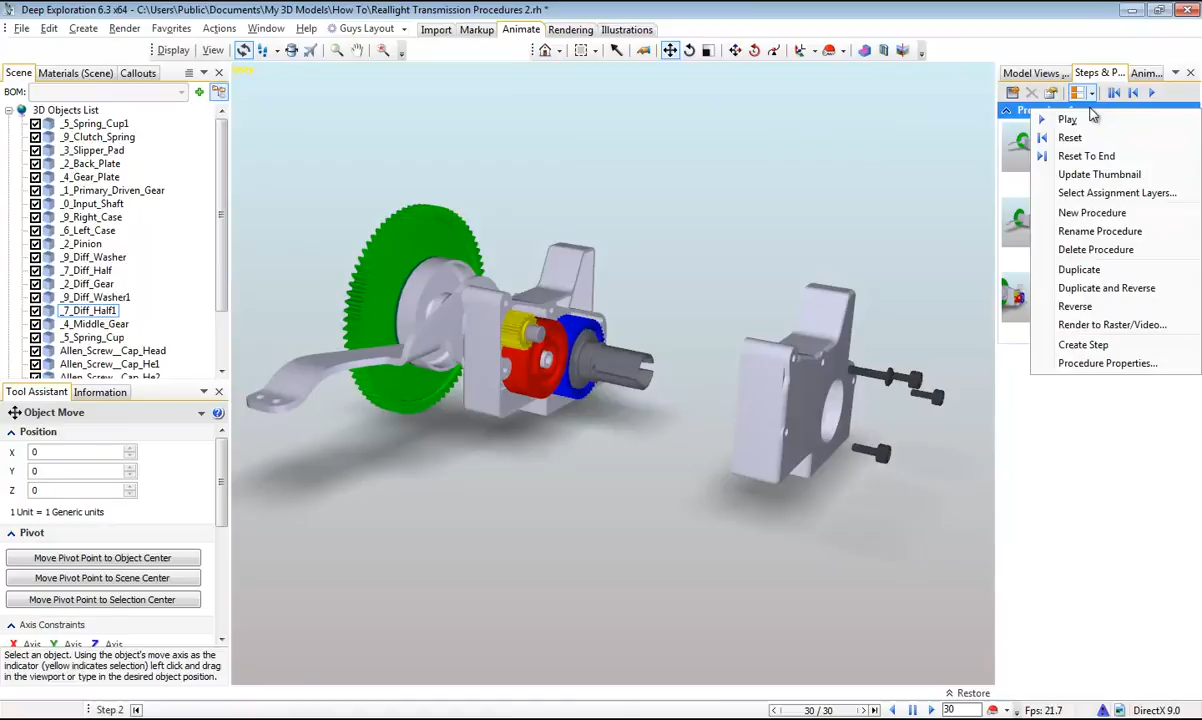 Deep Exploration 6.3 x64 - C:\Users\Public\Documents\My 3D Models\How To\Reallight Transmission Procedures 2.rh *
File Edit Create Render Favorites Actions Window Help Guys Layout Import Markup Animate Rendering Illustrations
Display View
Scene Materials (Scene) Callouts
BOM:
3D Objects List
_5_Spring_Cup1
_9_Clutch_Spring
_3_Slipper_Pad
_2_Back_Plate
_4_Gear_Plate
_1_Primary_Driven_Gear
_0_Input_Shaft
_9_Right_Case
_6_Left_Case
_2_Pinion
_9_Diff_Washer
_7_Diff_Half
_2_Diff_Gear
_9_Diff_Washer1
_7_Diff_Half1
_4_Middle_Gear
_5_Spring_Cup
Allen_Screw__Cap_Head
Allen_Screw__Cap_He1
Allen_Screw__Cap_He2
Tool Assistant Information
Object Move
Position
X 0
Y 0
Z 0
1 Unit = 1 Generic units
Pivot
Move Pivot Point to Object Center
Move Pivot Point to Scene Center
Move Pivot Point to Selection Center
Axis Constraints
X Axis Y Axis Z Axis
Select an object. Using the object's move axis as the
indicator (yellow indicates selection) left click and drag
in the viewport or type in the desired object position.
Model Views ... Steps & P... Anim...
Play
Reset
Reset To End
Update Thumbnail
Select Assignment Layers...
New Procedure
Rename Procedure
Delete Procedure
Duplicate
Duplicate and Reverse
Reverse
Render to Raster/Video...
Create Step
Procedure Properties...
Restore
Step 2 30 / 30 30 Fps: 21.7 DirectX 9.0